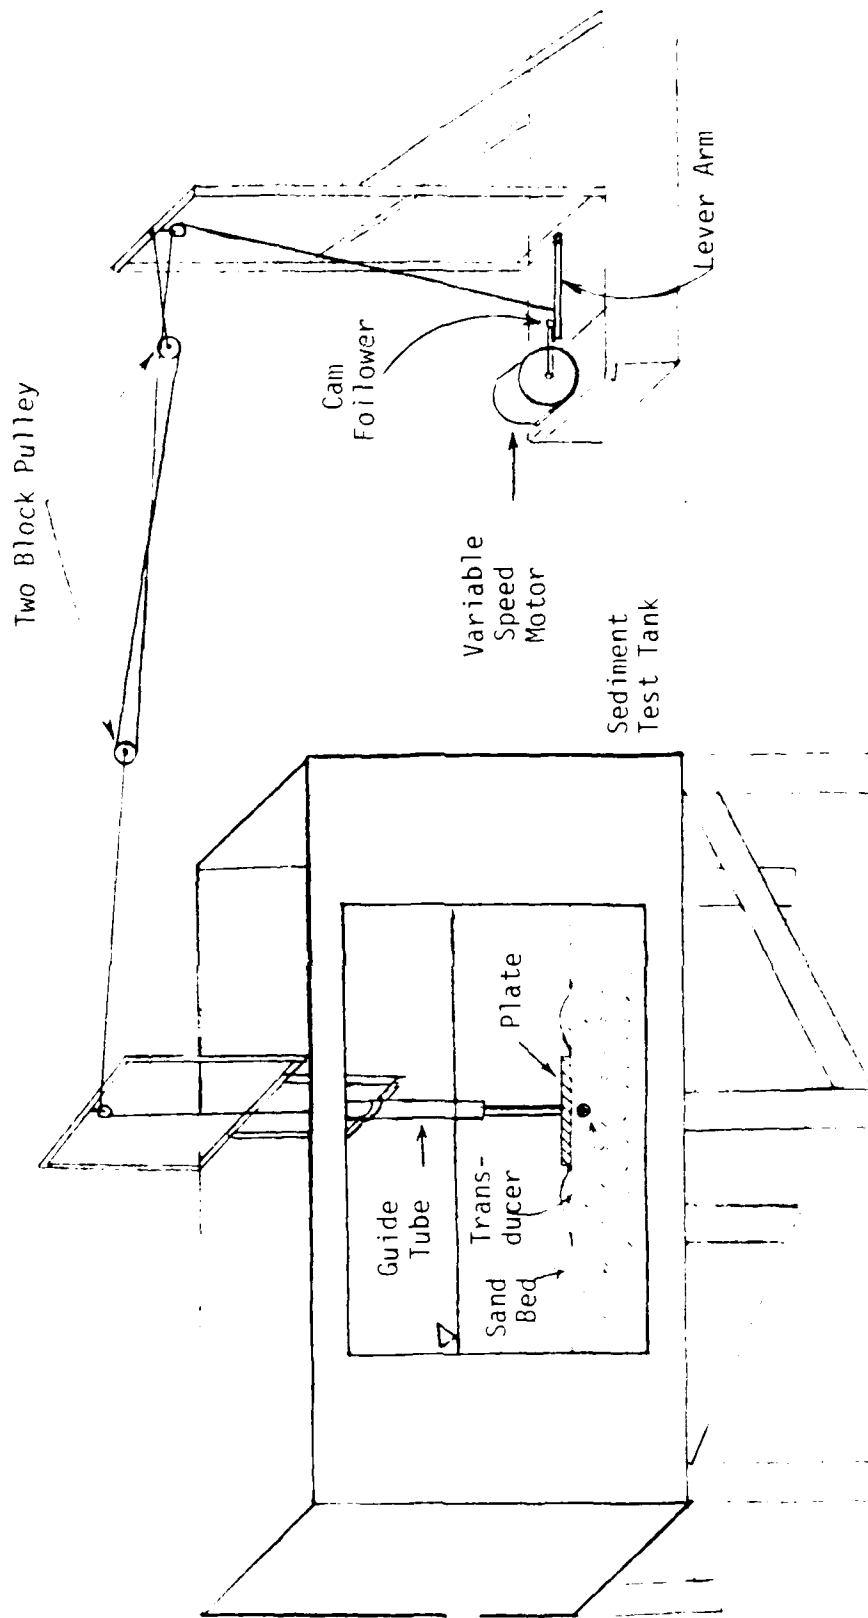 Two Block Pulley
Cam
Foilower
Lever Arm
Variable
Speed
Motor
Sediment
Test Tank
Guide
Tube
Trans-
ducer
Plate
Sand
Bed